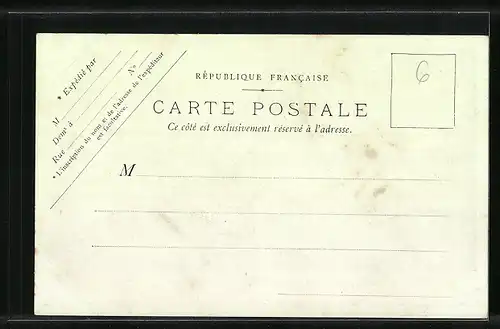 * Expédié par
M
Demt à
Rue N°
* L'inscription du nom et de l'adresse de l'expéditeur
est facultative.
RÉPUBLIQUE FRANÇAISE
CARTE POSTALE
Ce côté est exclusivement réservé à l'adresse.
6
M